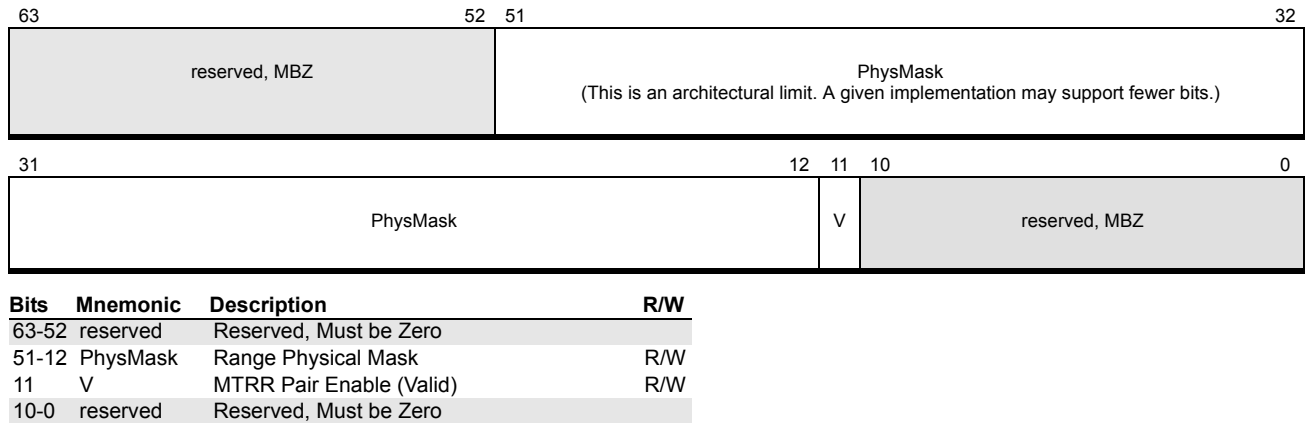 63 52 51 32
reserved, MBZ PhysMask
(This is an architectural limit. A given implementation may support fewer bits.)
31 12 11 10 0
PhysMask V reserved, MBZ
Bits Mnemonic Description R/W
63-52 reserved Reserved, Must be Zero
51-12 PhysMask Range Physical Mask R/W
11 V MTRR Pair Enable (Valid) R/W
10-0 reserved Reserved, Must be Zero